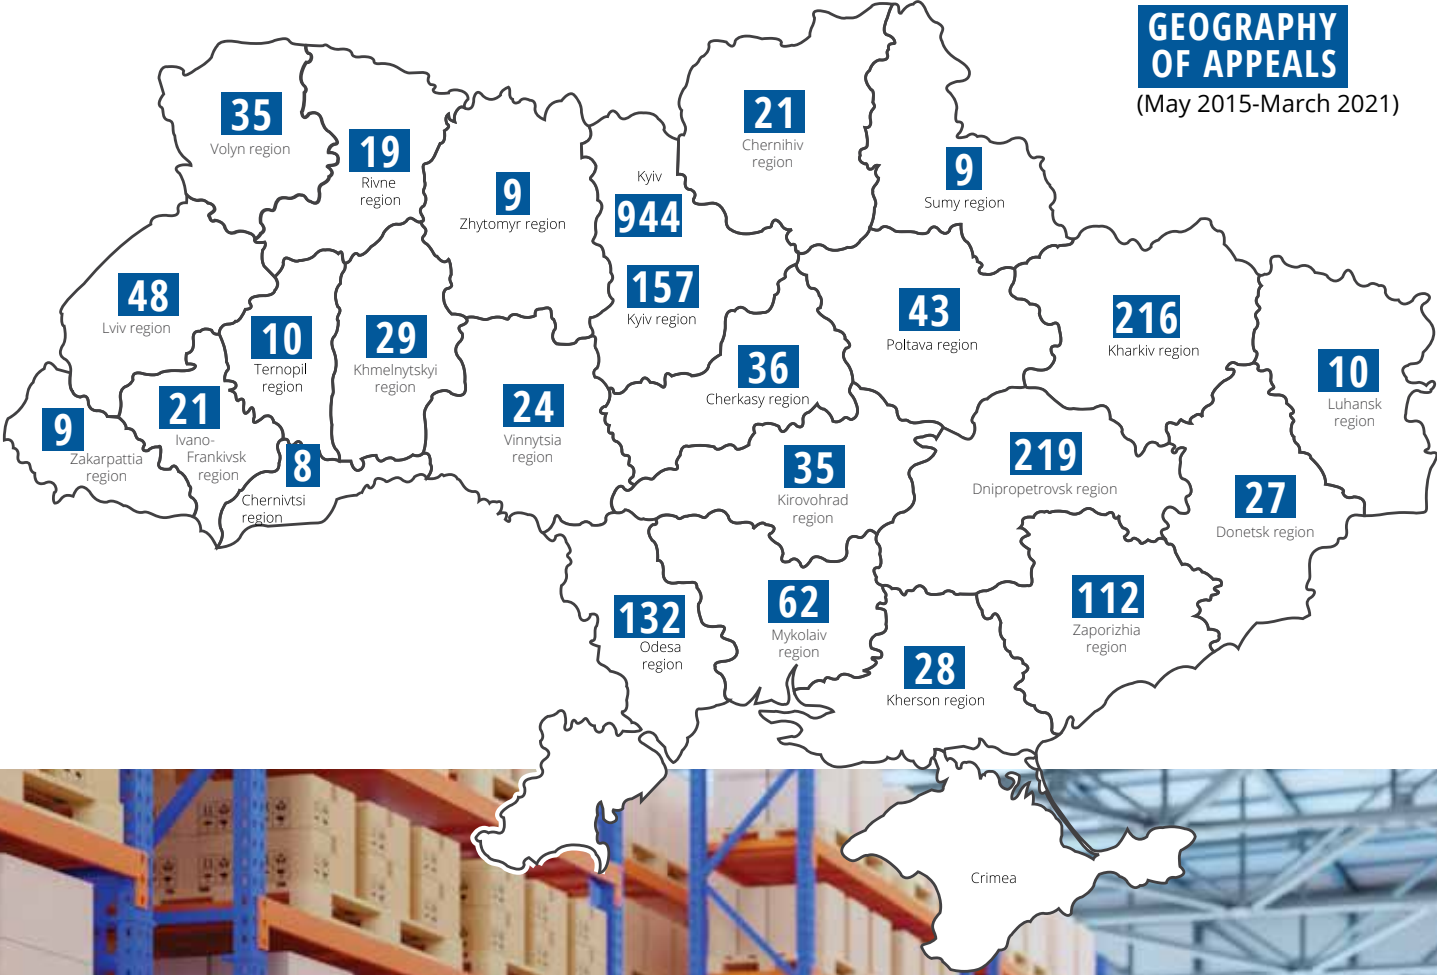 GEOGRAPHY
OF APPEALS
(May 2015-March 2021)
35
Volyn region
19
Rivne
region
9
Zhytomyr region
Kyiv
944
157
Kyiv region
21
Chernihiv
region
9
Sumy region
48
Lviv region
10
Ternopil
region
29
Khmelnytskyi
region
24
Vinnytsia
region
36
Cherkasy region
43
Poltava region
216
Kharkiv region
10
Luhansk
region
9
Zakarpattia
region
21
Ivano-
Frankivsk
region
8
Chernivtsi
region
35
Kirovohrad
region
219
Dnipropetrovsk region
27
Donetsk region
132
Odesa
region
62
Mykolaiv
region
28
Kherson region
112
Zaporizhia
region
Crimea